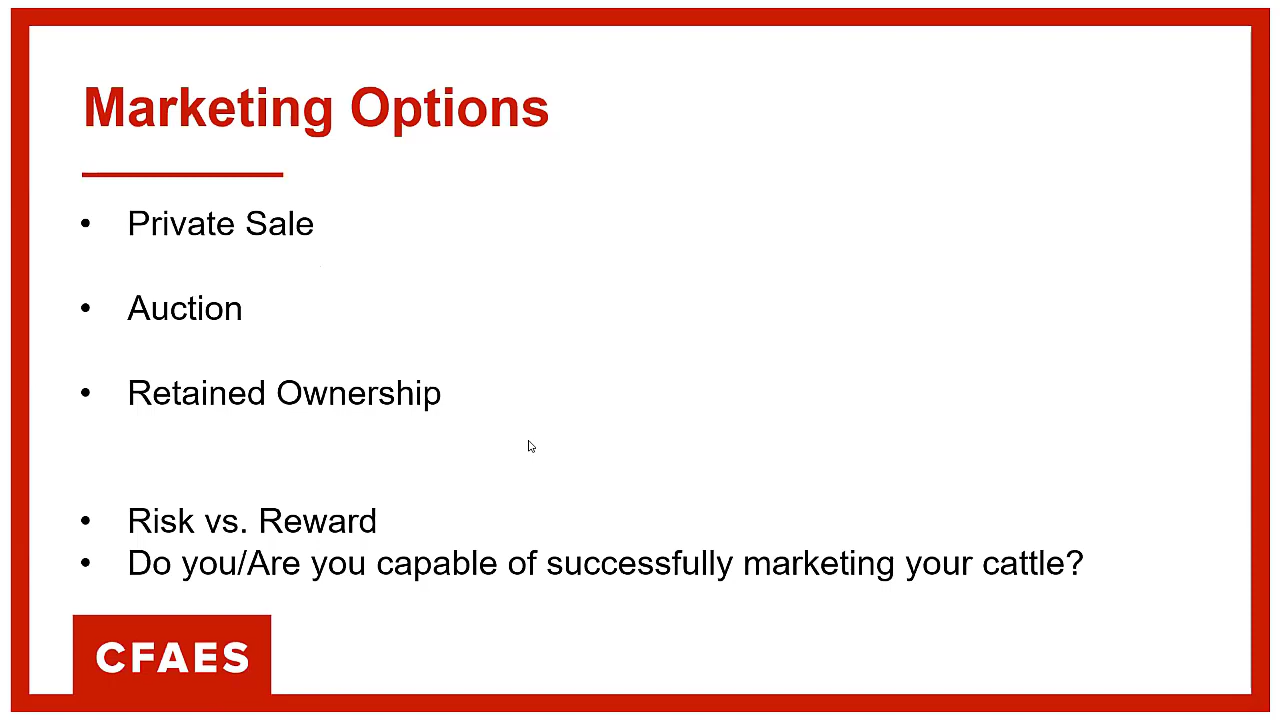 Marketing Options
• Private Sale
• Auction
• Retained Ownership
• Risk vs. Reward
• Do you/Are you capable of successfully marketing your cattle?
CFAES